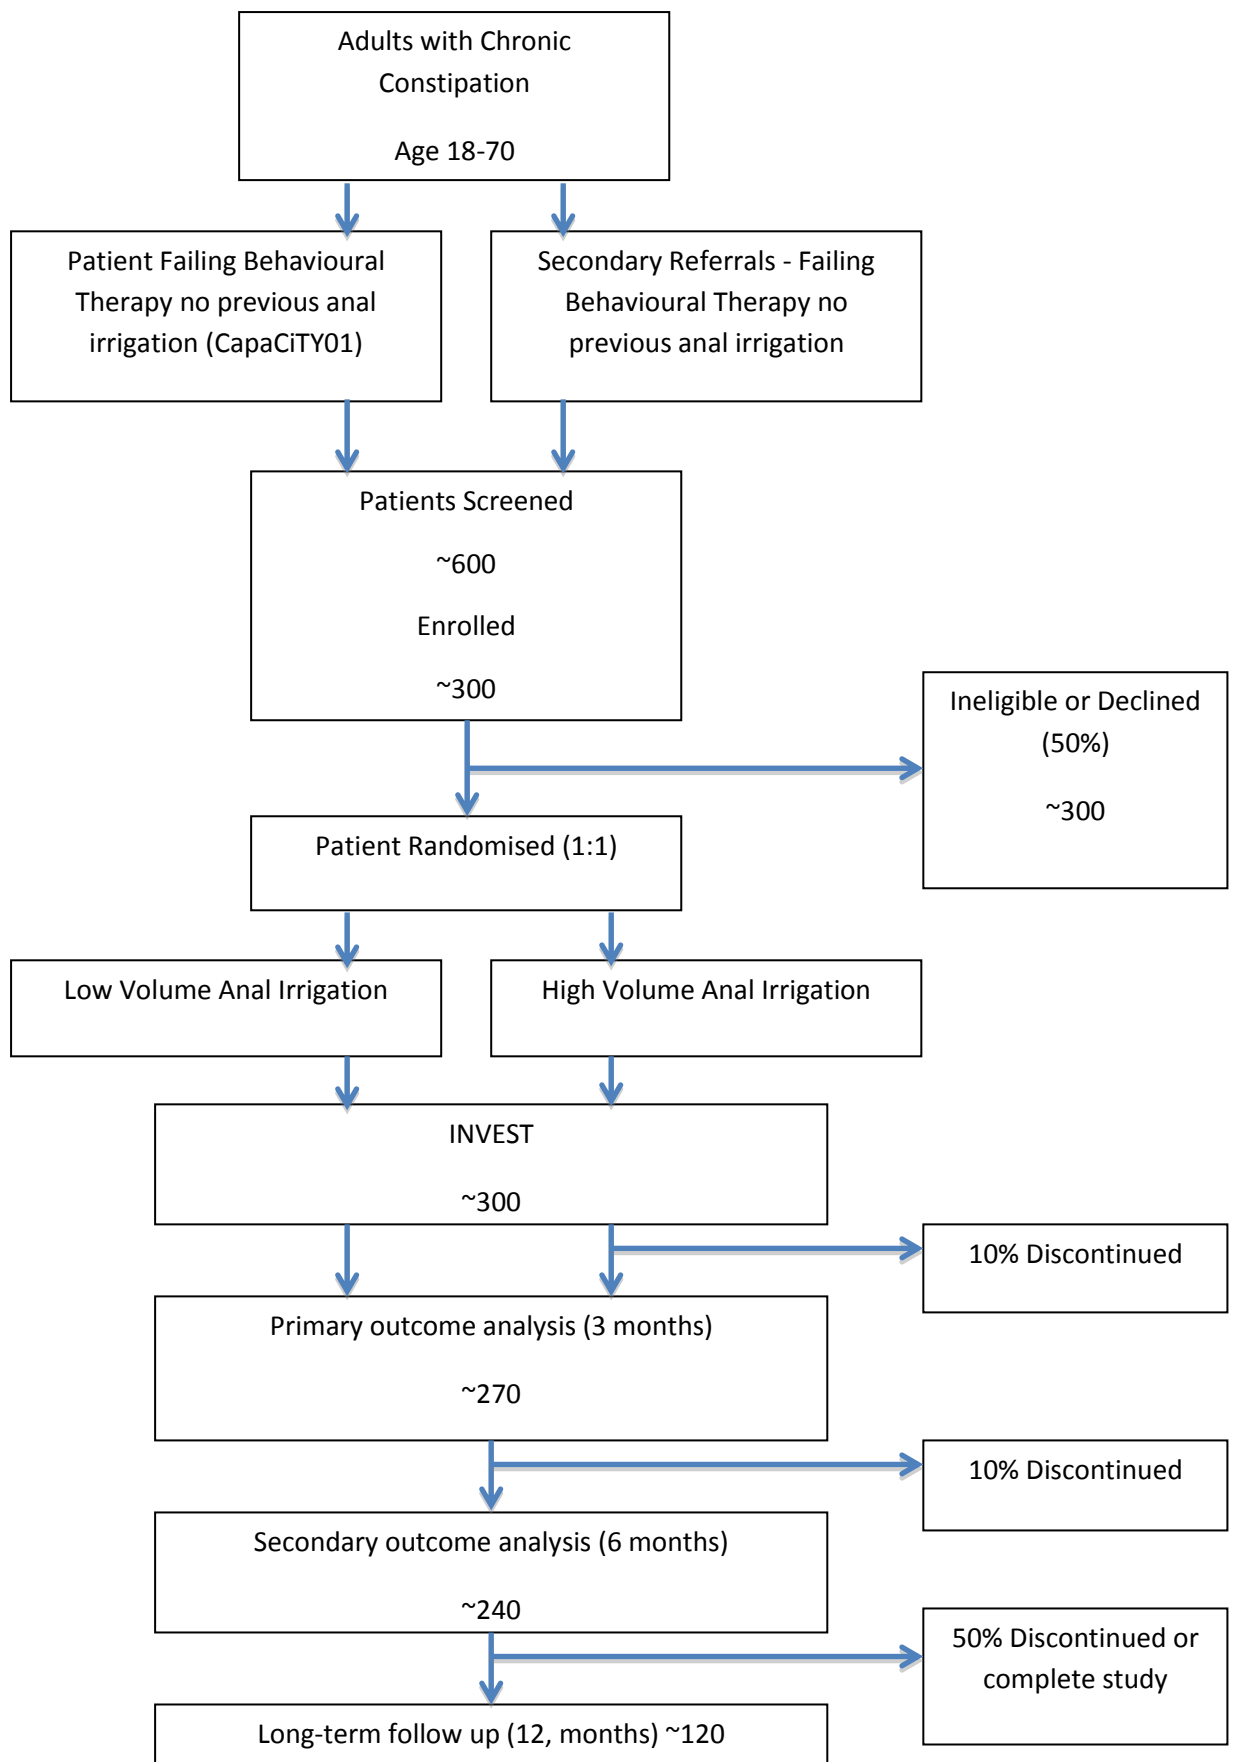 Adults with Chronic
Constipation
Age 18-70
Patient Failing Behavioural
Therapy no previous anal
irrigation (CapaCiTY01)
Secondary Referrals - Failing
Behavioural Therapy no
previous anal irrigation
Patients Screened
~600
Enrolled
~300
Ineligible or Declined
(50%)
~300
Patient Randomised (1:1)
Low Volume Anal Irrigation
High Volume Anal Irrigation
INVEST
~300
10% Discontinued
Primary outcome analysis (3 months)
~270
10% Discontinued
Secondary outcome analysis (6 months)
~240
50% Discontinued or
complete study
Long-term follow up (12, months) ~120